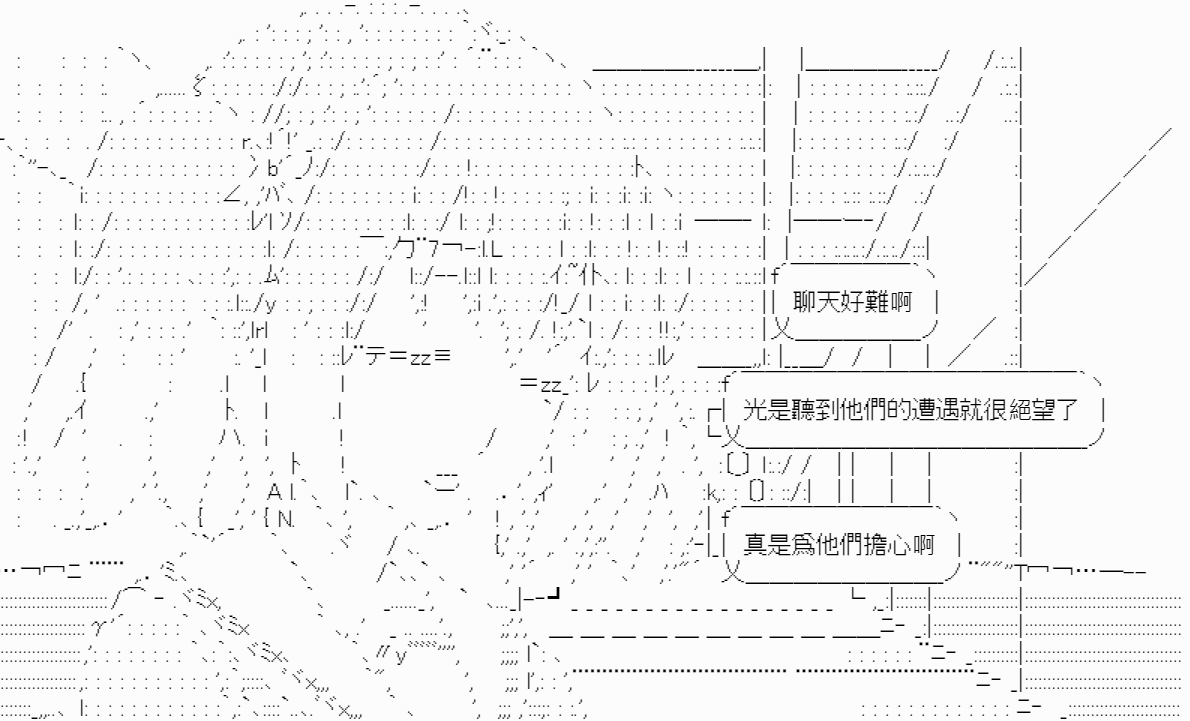 聊天好難啊
光是聽到他們的遭遇就很絕望了
真是爲他們擔心啊